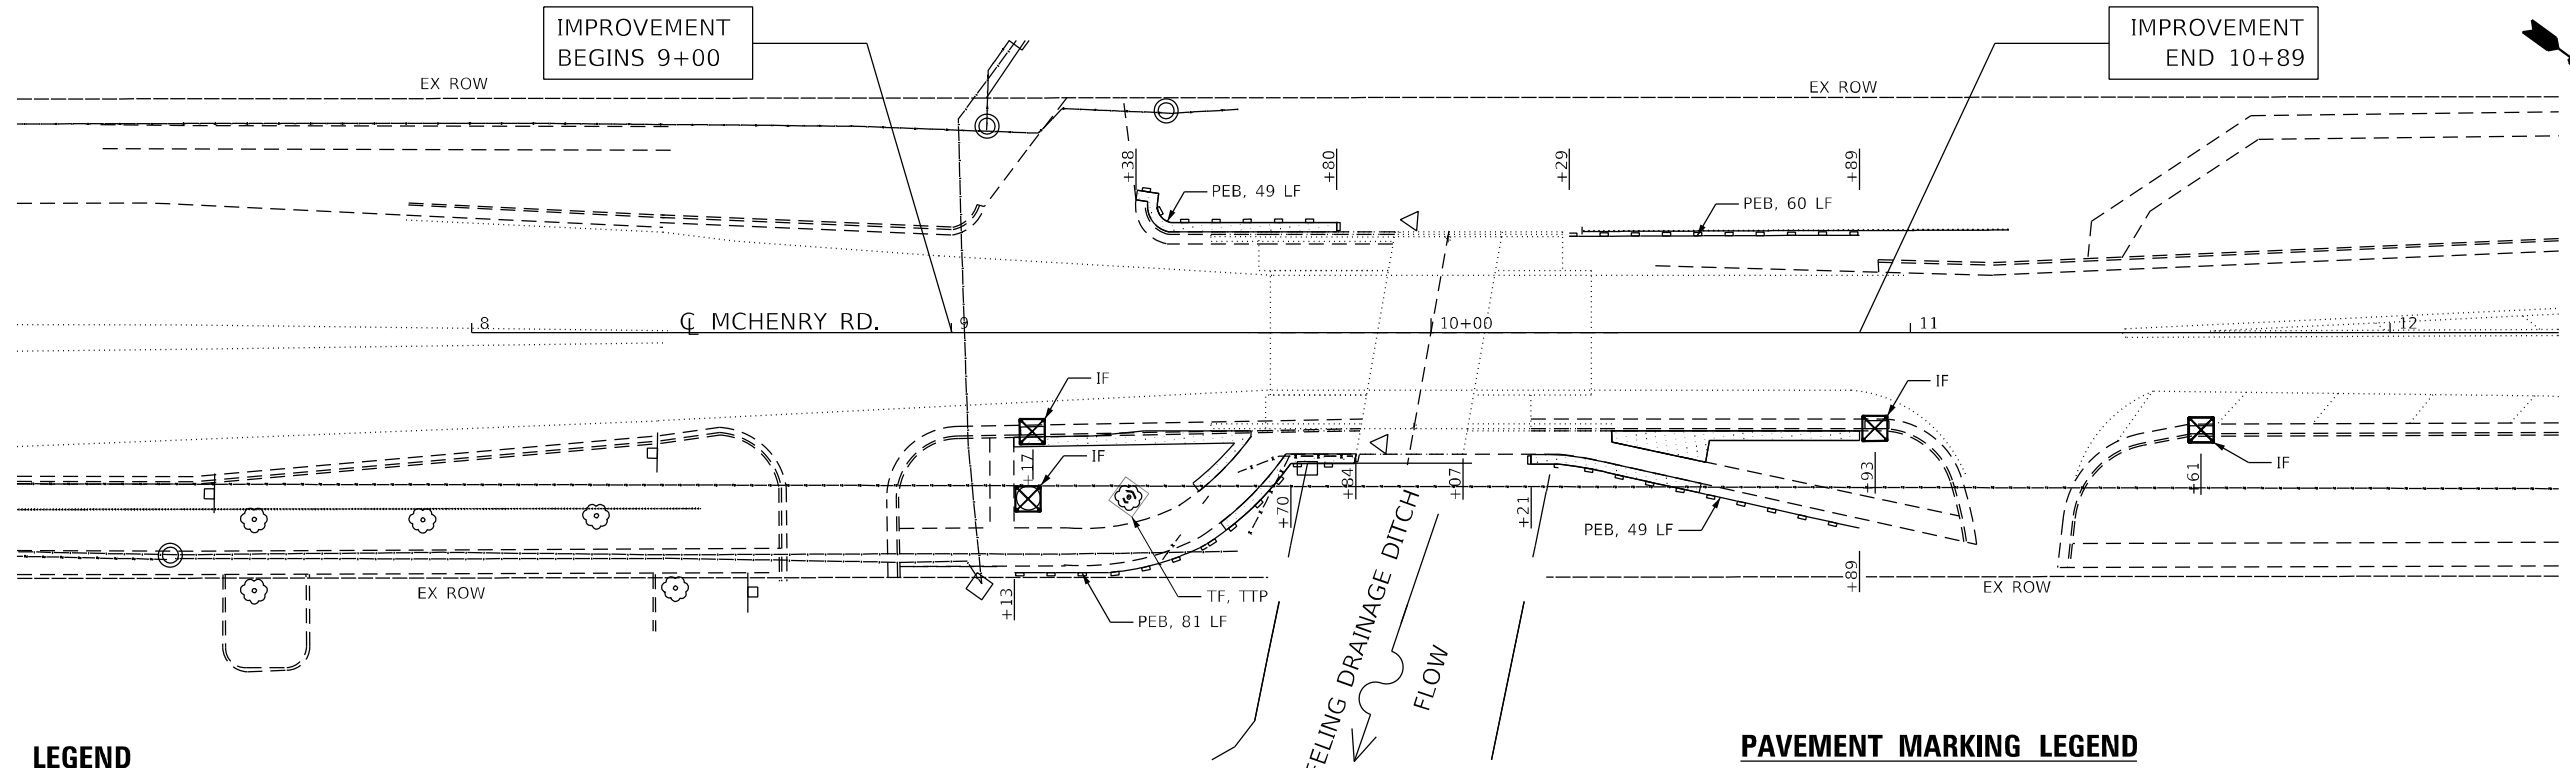 IMPROVEMENT
BEGINS 9+00
IMPROVEMENT
END 10+89
EX ROW
EX ROW
+38
+80
+29
+89
PEB, 49 LF
PEB, 60 LF
8
℄ MCHENRY RD.
9
10+00
11
12
IF
IF
+17
IF
+84
+07
+93
+61
IF
+70
+21
PEB, 49 LF
+89
EX ROW
+13
TF, TTP
EX ROW
PEB, 81 LF
DRAINAGE DITCH
FLOW
LEGEND
PAVEMENT MARKING LEGEND